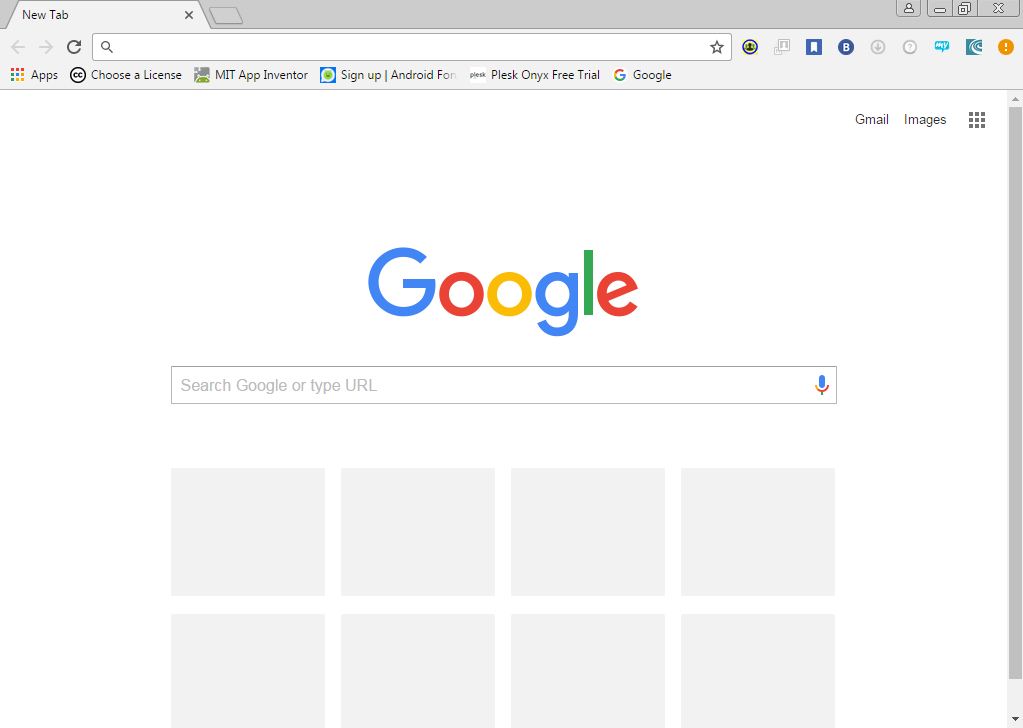 New Tab
Apps Choose a License MIT App Inventor Sign up | Android For plesk Plesk Onyx Free Trial Google
Gmail Images
Google
Search Google or type URL